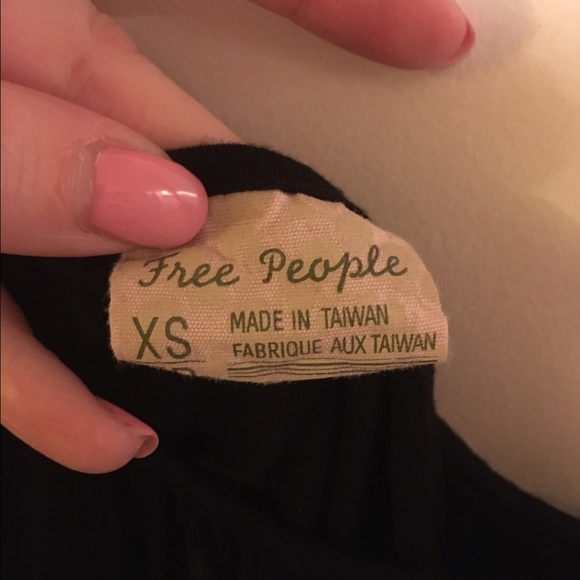 Free People
XS
MADE IN TAIWAN
FABRIQUE AUX TAIWAN